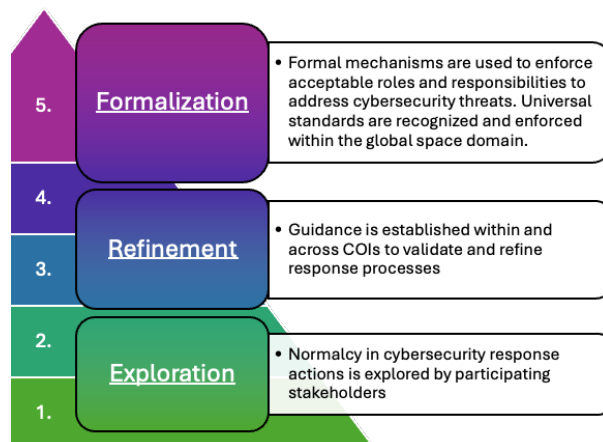 5.
Formalization
• Formal mechanisms are used to enforce
acceptable roles and responsibilities to
address cybersecurity threats. Universal
standards are recognized and enforced
within the global space domain.
4.
Refinement
3.
• Guidance is established within and
across COIs to validate and refine
response processes
2.
Exploration
1.
• Normalcy in cybersecurity response
actions is explored by participating
stakeholders